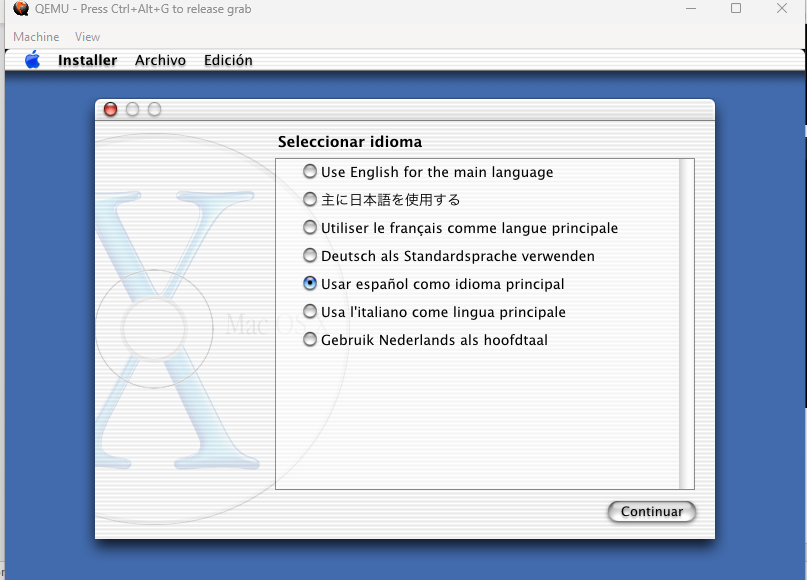 QEMU - Press Ctrl+Alt+G to release grab
Machine View
Installer Archivo Edición
Seleccionar idioma
Use English for the main language
主に日本語を使用する
Utiliser le français comme langue principale
Deutsch als Standardsprache verwenden
Usar español como idioma principal
Usa l'italiano come lingua principale
Gebruik Nederlands als hoofdtaal
Mac OS
X
Continuar